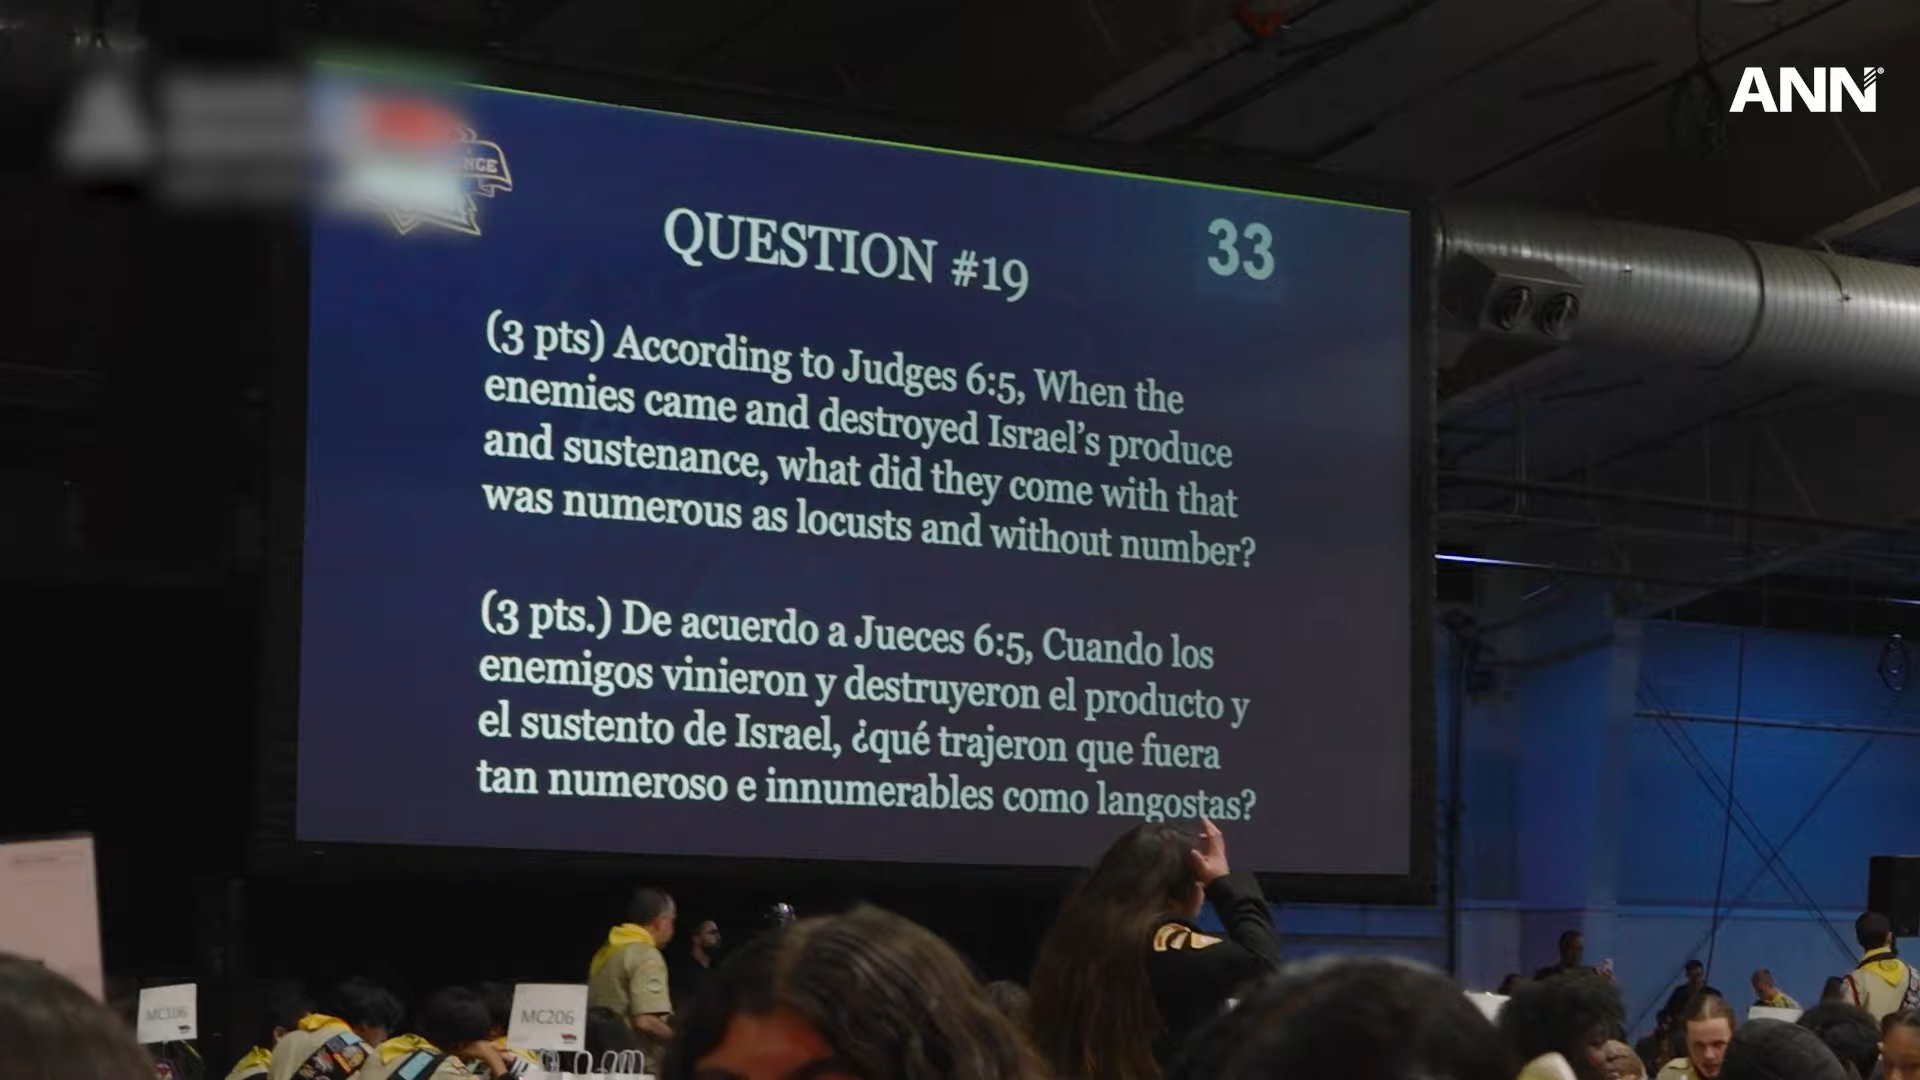 ANN
NGE
QUESTION #19
33
(3 pts) According to Judges 6:5, When the
enemies came and destroyed Israel's produce
and sustenance, what did they come with that
was numerous as locusts and without number?
(3 pts.) De acuerdo a Jueces 6:5, Cuando los
enemigos vinieron y destruyeron el producto y
el sustento de Israel, ¿qué trajeron que fuera
tan numeroso e innumerables como langostas?
MC106
MC206